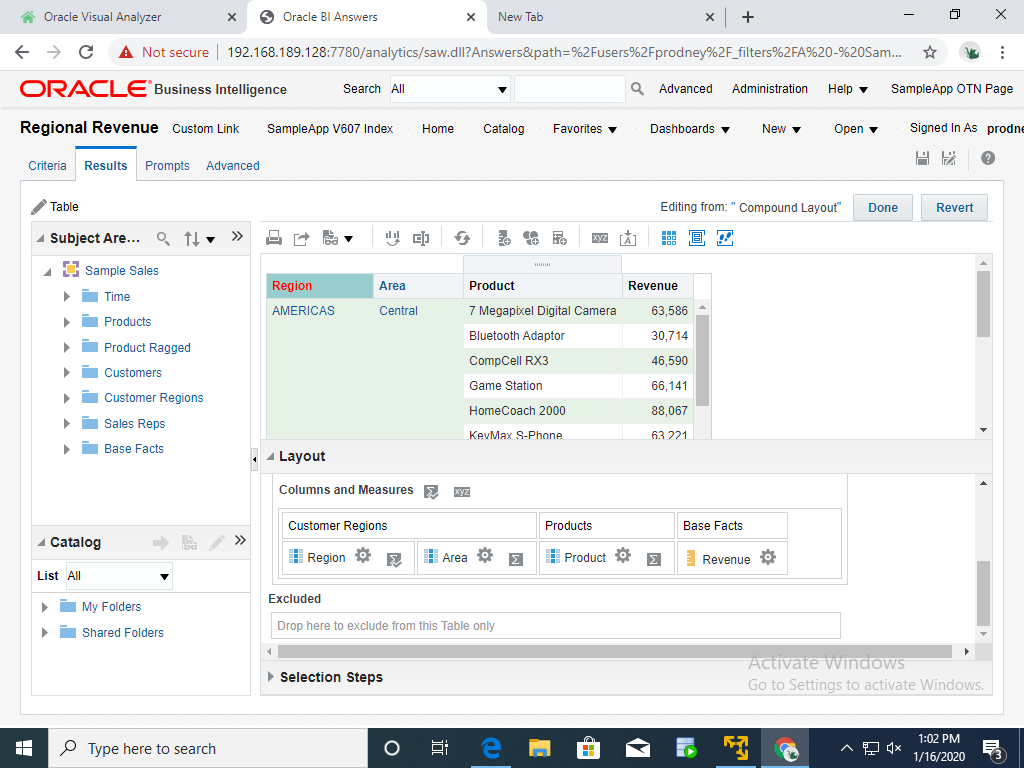 Oracle Visual Analyzer
Oracle BI Answers
New Tab
Not secure
192.168.189.128:7780/analytics/saw.dll?Answers&path=%2Fusers%2Fprodney%2F_filters%2FA%20-%20Sam...
ORACLE Business Intelligence
Search All
Advanced Administration Help SampleApp OTN Page
Regional Revenue Custom Link SampleApp V607 Index Home Catalog Favorites Dashboards New Open Signed In As prodne
Criteria Results Prompts Advanced
Table
Editing from: " Compound Layout" Done Revert
Subject Are...
Sample Sales
Time
Products
Product Ragged
Customers
Customer Regions
Sales Reps
Base Facts
Catalog
List All
My Folders
Shared Folders
xyz
Region Area Product Revenue
AMERICAS Central 7 Megapixel Digital Camera 63,586
Bluetooth Adaptor 30,714
CompCell RX3 46,590
Game Station 66,141
HomeCoach 2000 88,067
KeyMax S-Phone 63,221
Layout
Columns and Measures xyz
Customer Regions Products Base Facts
Region Area Product Revenue
Excluded
Drop here to exclude from this Table only
Selection Steps
Activate Windows
Go to Settings to activate Windows.
Type here to search
1:02 PM
1/16/2020
3